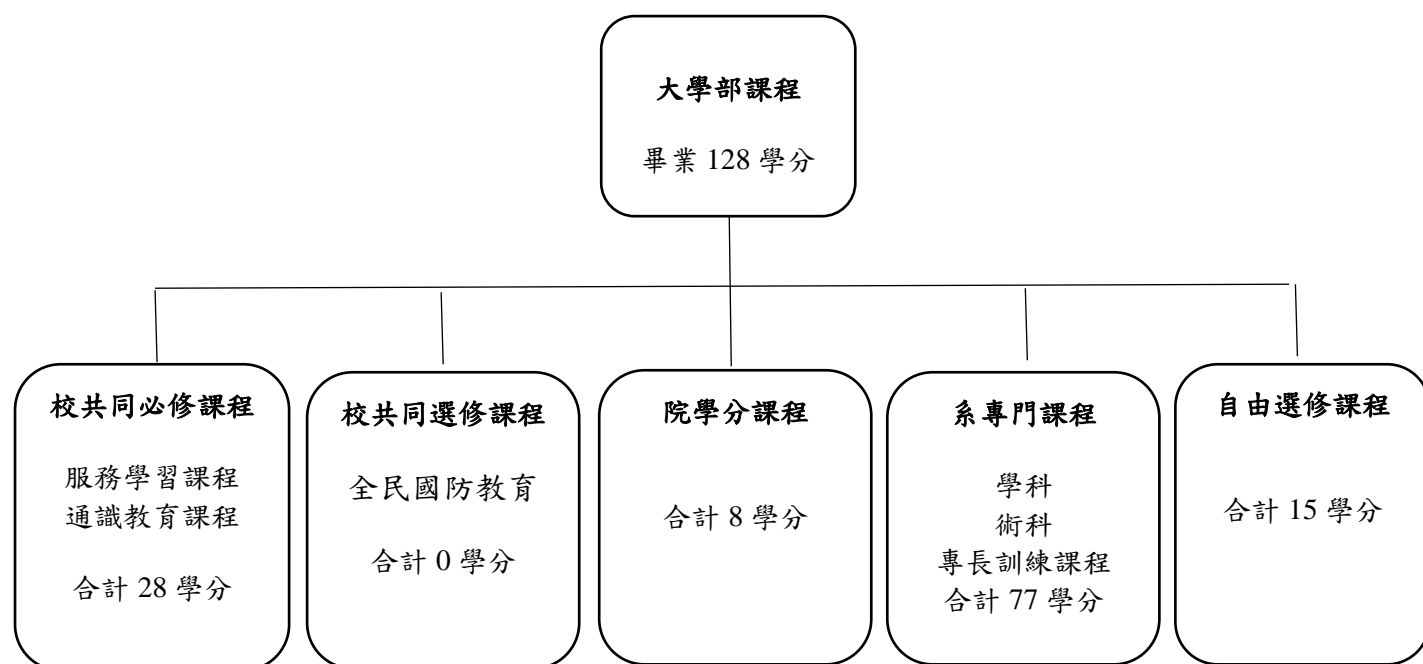 大學部課程
畢業 128 學分
校共同必修課程
服務學習課程
通識教育課程
合計 28 學分
校共同選修課程
全民國防教育
合計 0 學分
院學分課程
合計 8 學分
系專門課程
學科
術科
專長訓練課程
合計 77 學分
自由選修課程
合計 15 學分